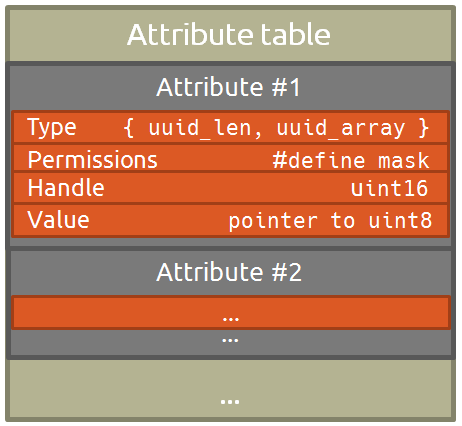 Attribute table
Attribute #1
Type { uuid_len, uuid_array }
Permissions #define mask
Handle uint16
Value pointer to uint8
Attribute #2
...
...
...